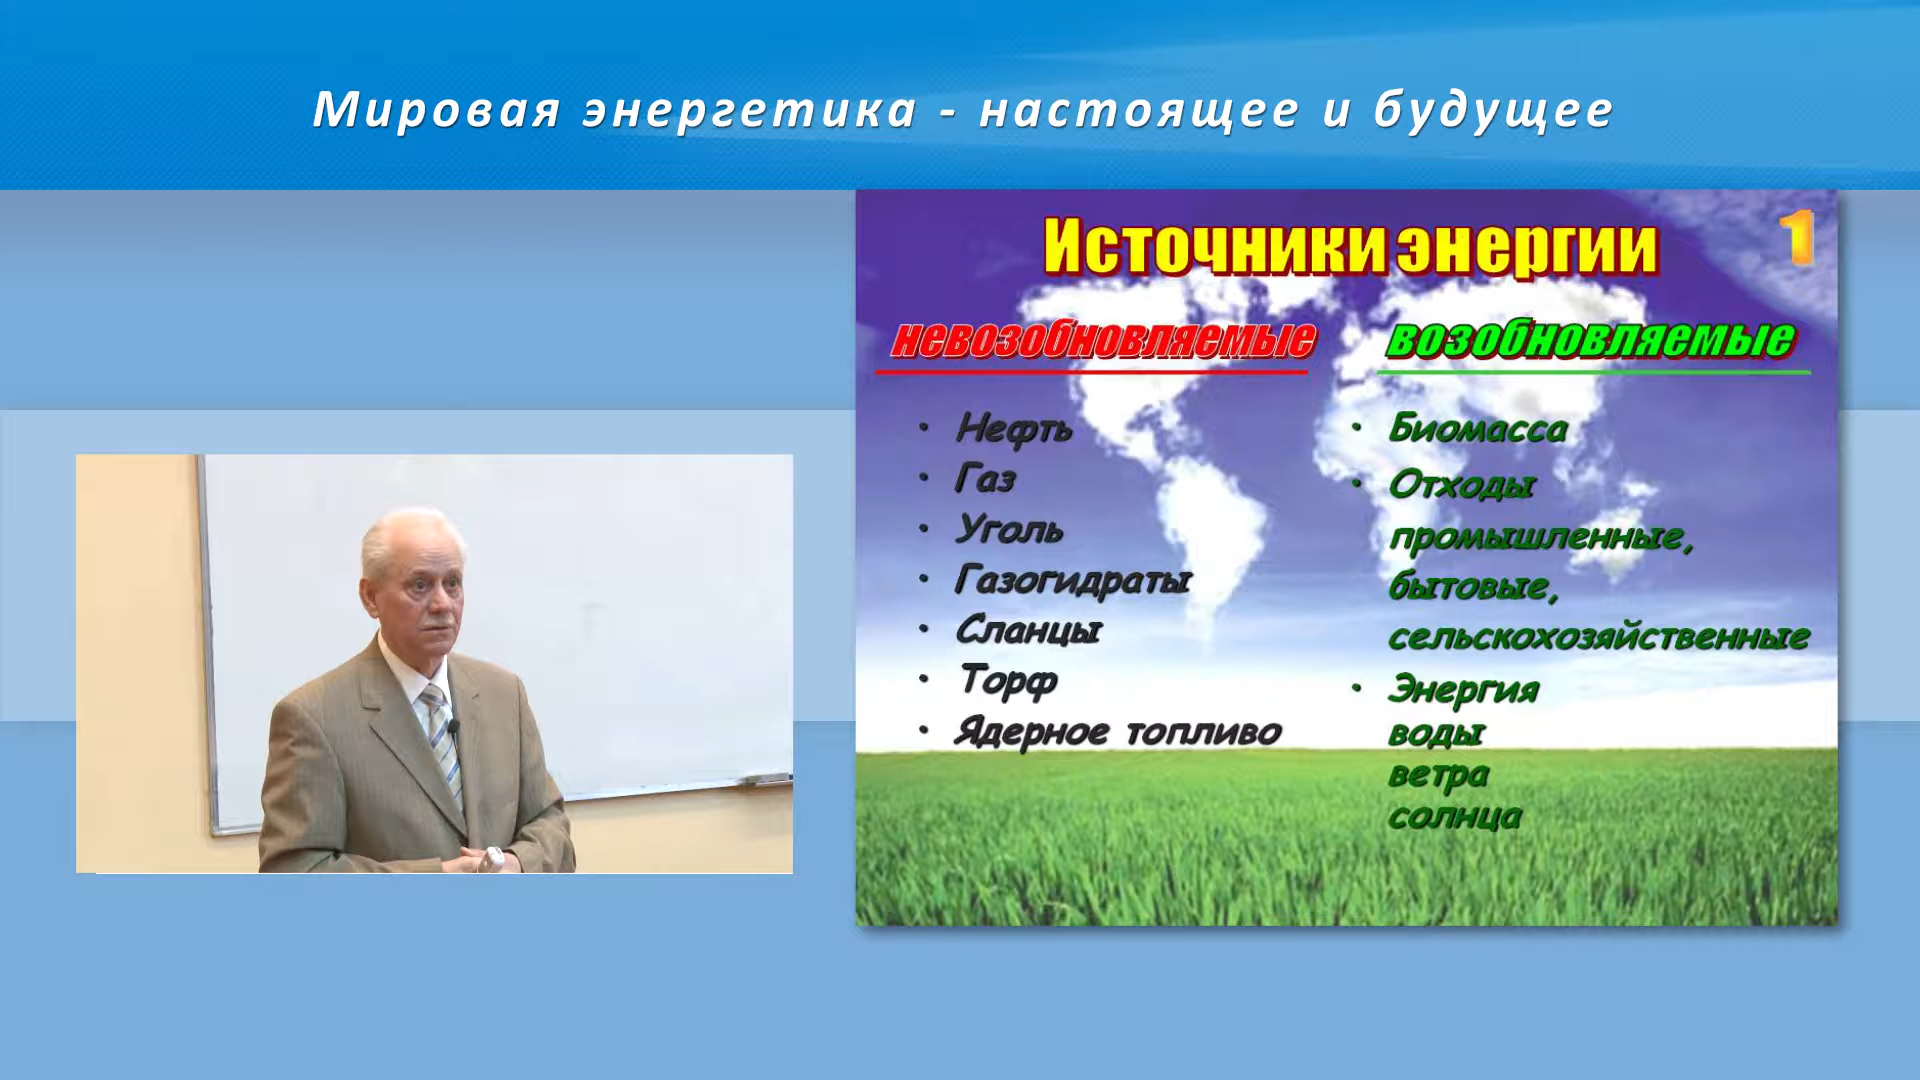 Мировая энергетика - настоящее и будущее
Источники энергии
1
невозобновляемые
• Нефть
• Газ
• Уголь
• Газогидраты
• Сланцы
• Торф
• Ядерное топливо
возобновляемые
• Биомасса
• Отходы
промышленные,
бытовые,
сельскохозяйственные
• Энергия
воды
ветра
солнца